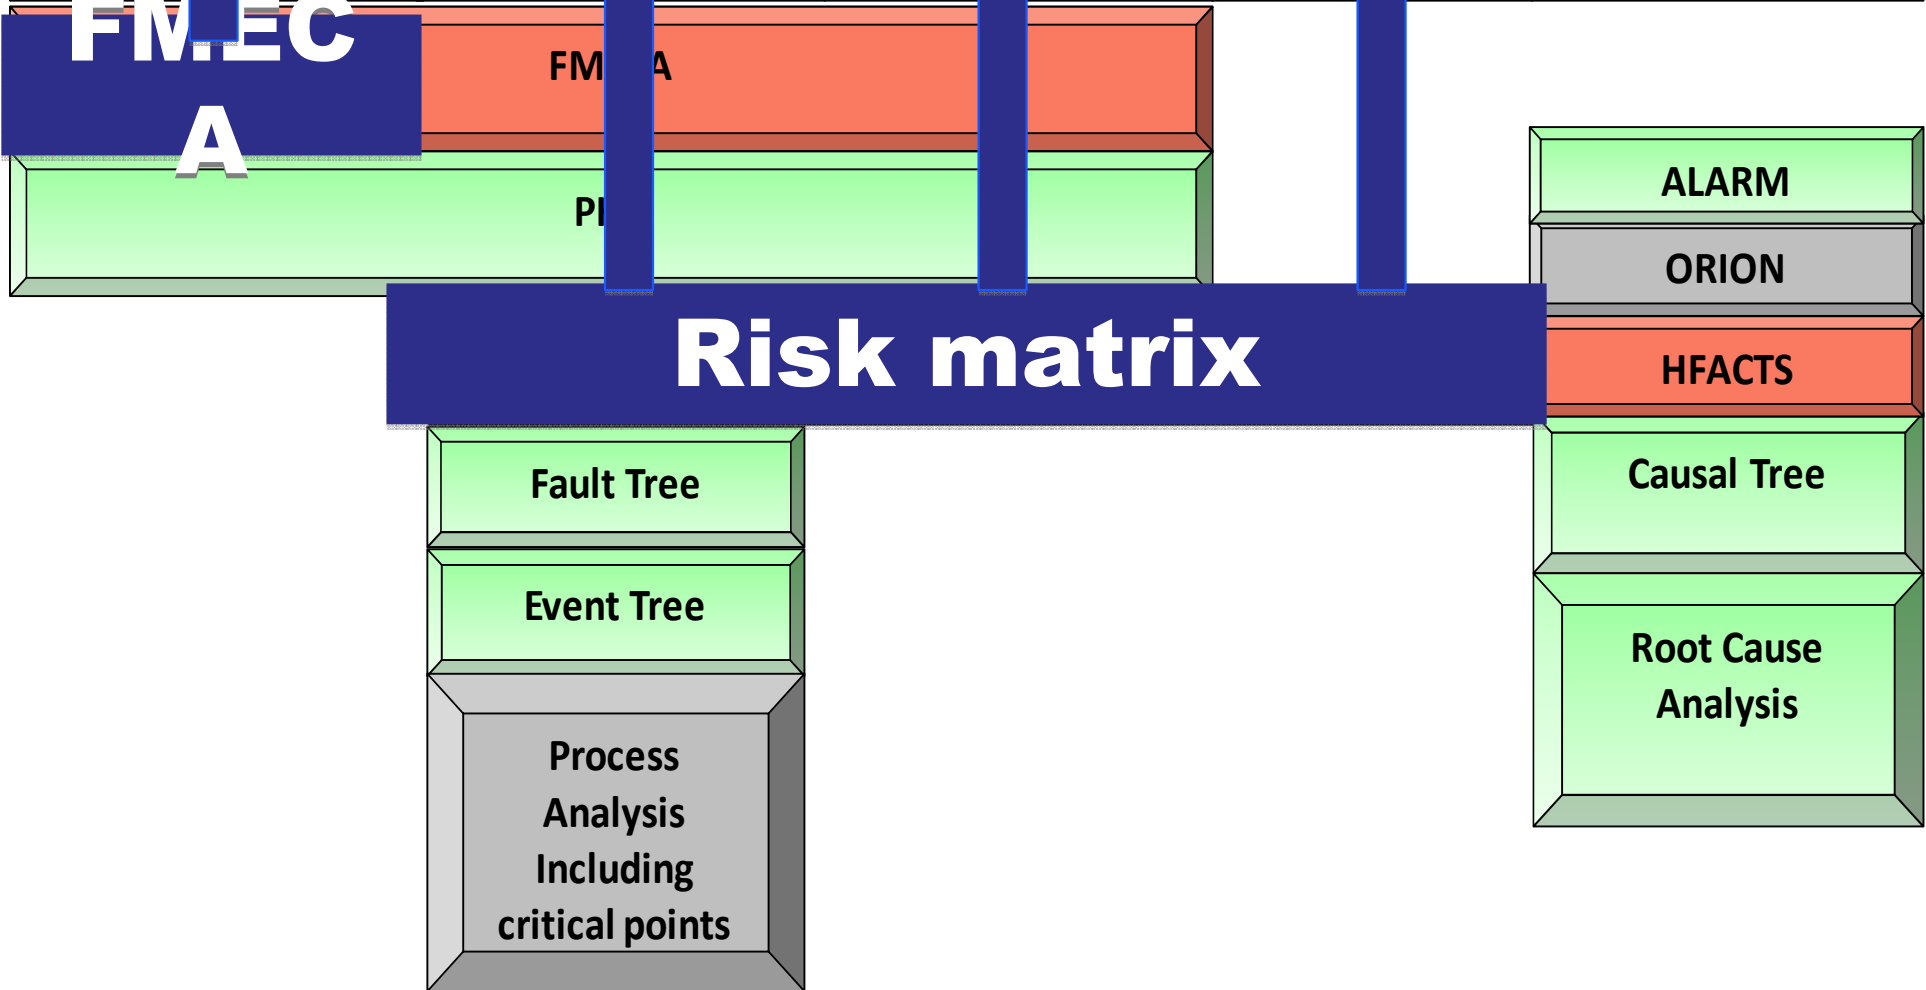 FMEC
A
Risk matrix
Fault Tree
Event Tree
Process
Analysis
Including
critical points
ALARM
ORION
HFACTS
Causal Tree
Root Cause
Analysis